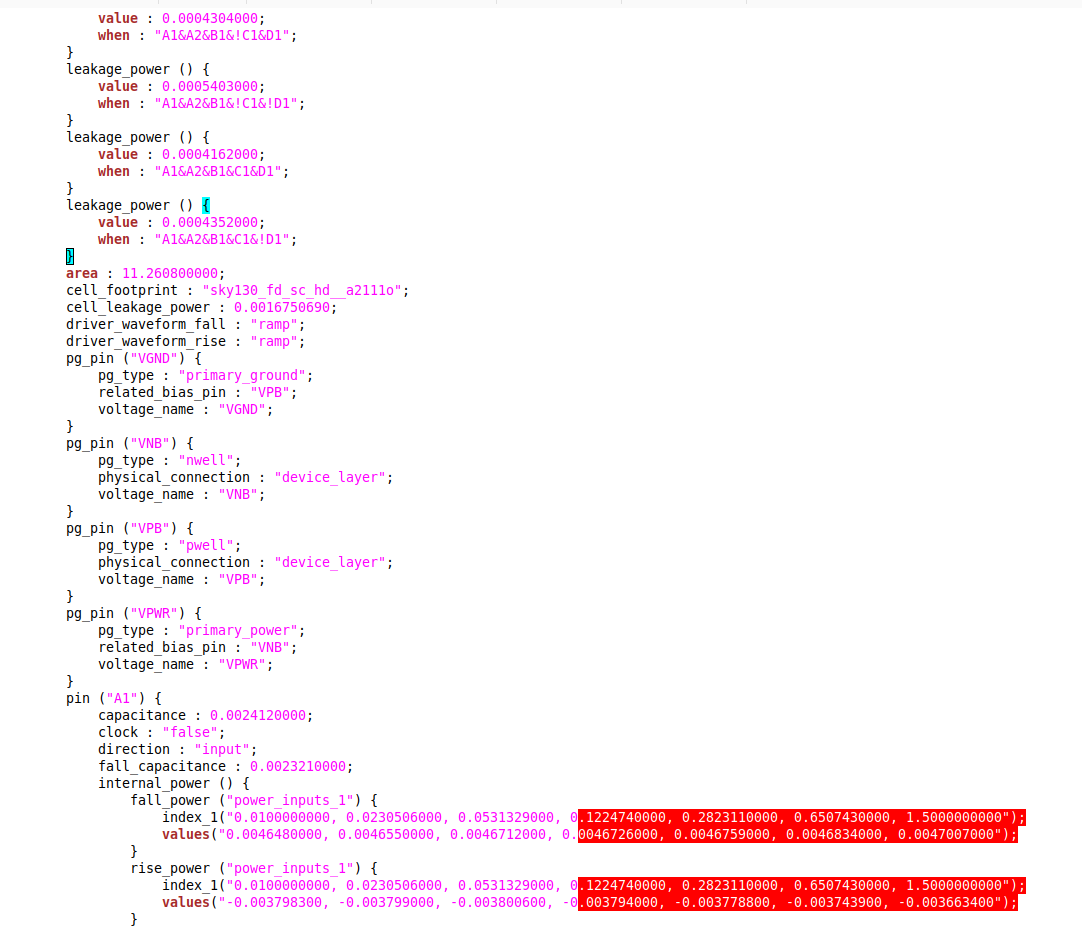 value : 0.0004304000;
when : "A1&A2&B1&!C1&D1";
}
leakage_power () {
value : 0.0005403000;
when : "A1&A2&B1&!C1&!D1";
}
leakage_power () {
value : 0.0004162000;
when : "A1&A2&B1&C1&D1";
}
leakage_power () {
value : 0.0004352000;
when : "A1&A2&B1&C1&!D1";
}
area : 11.260800000;
cell_footprint : "sky130_fd_sc_hd__a2111o";
cell_leakage_power : 0.0016750690;
driver_waveform_fall : "ramp";
driver_waveform_rise : "ramp";
pg_pin ("VGND") {
pg_type : "primary_ground";
related_bias_pin : "VPB";
voltage_name : "VGND";
}
pg_pin ("VNB") {
pg_type : "nwell";
physical_connection : "device_layer";
voltage_name : "VNB";
}
pg_pin ("VPB") {
pg_type : "pwell";
physical_connection : "device_layer";
voltage_name : "VPB";
}
pg_pin ("VPWR") {
pg_type : "primary_power";
related_bias_pin : "VNB";
voltage_name : "VPWR";
}
pin ("A1") {
capacitance : 0.0024120000;
clock : "false";
direction : "input";
fall_capacitance : 0.0023210000;
internal_power () {
fall_power ("power_inputs_1") {
index_1("0.0100000000, 0.0230506000, 0.0531329000, 0.1224740000, 0.2823110000, 0.6507430000, 1.5000000000");
values("0.0046480000, 0.0046550000, 0.0046712000, 0.0046726000, 0.0046759000, 0.0046834000, 0.0047007000");
}
rise_power ("power_inputs_1") {
index_1("0.0100000000, 0.0230506000, 0.0531329000, 0.1224740000, 0.2823110000, 0.6507430000, 1.5000000000");
values("-0.003798300, -0.003799000, -0.003800600, -0.003794000, -0.003778800, -0.003743900, -0.003663400");
}